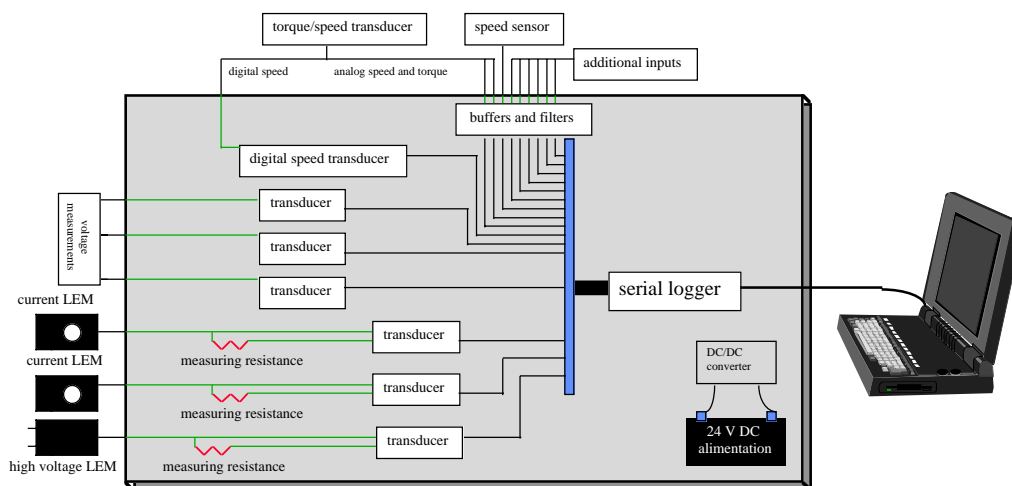 torque/speed transducer
speed sensor
additional inputs
digital speed
analog speed and torque
buffers and filters
digital speed transducer
voltage
measurements
transducer
transducer
transducer
serial logger
current LEM
transducer
measuring resistance
current LEM
DC/DC
converter
transducer
measuring resistance
24 V DC
alimentation
transducer
high voltage LEM
measuring resistance